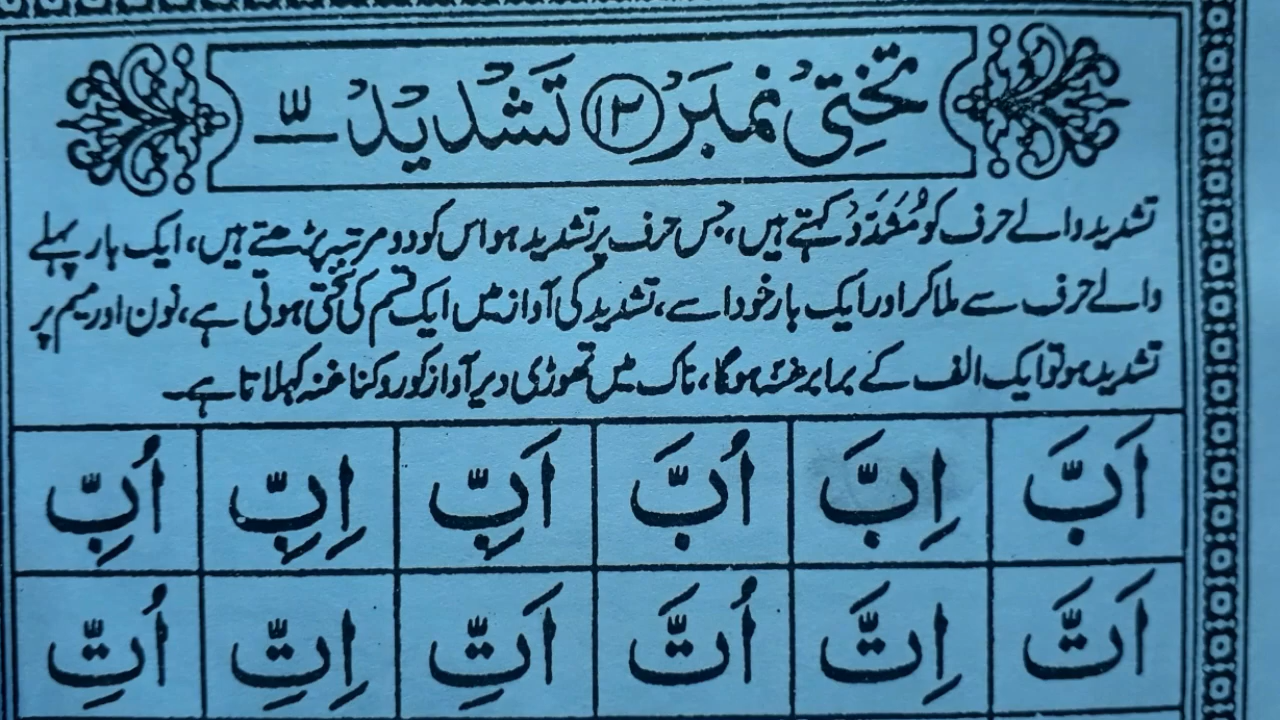 تختی نمبر ۱۲ تشدید ــّـ
تشدید والے حرف کو مُشَدَّدْ کہتے ہیں، جس حرف پر تشدید ہو اس کو دو مرتبہ پڑھتے ہیں، ایک بار پہلے
والے حرف سے ملا کر اور ایک بار خود اسے، تشدید کی آواز میں ایک قسم کی سختی ہوتی ہے، نون اور میم پر
تشدید ہو تو ایک الف کے برابر غنّہ ہوگا، ناک میں تھوڑی دیر آواز کو روکنا غنہ کہلاتا ہے۔
اَبَّ اِبَّ اُبَّ اَبِّ اِبِّ اُبِّ
اَتَّ اِتَّ اُتَّ اَتِّ اِتِّ اُتِّ